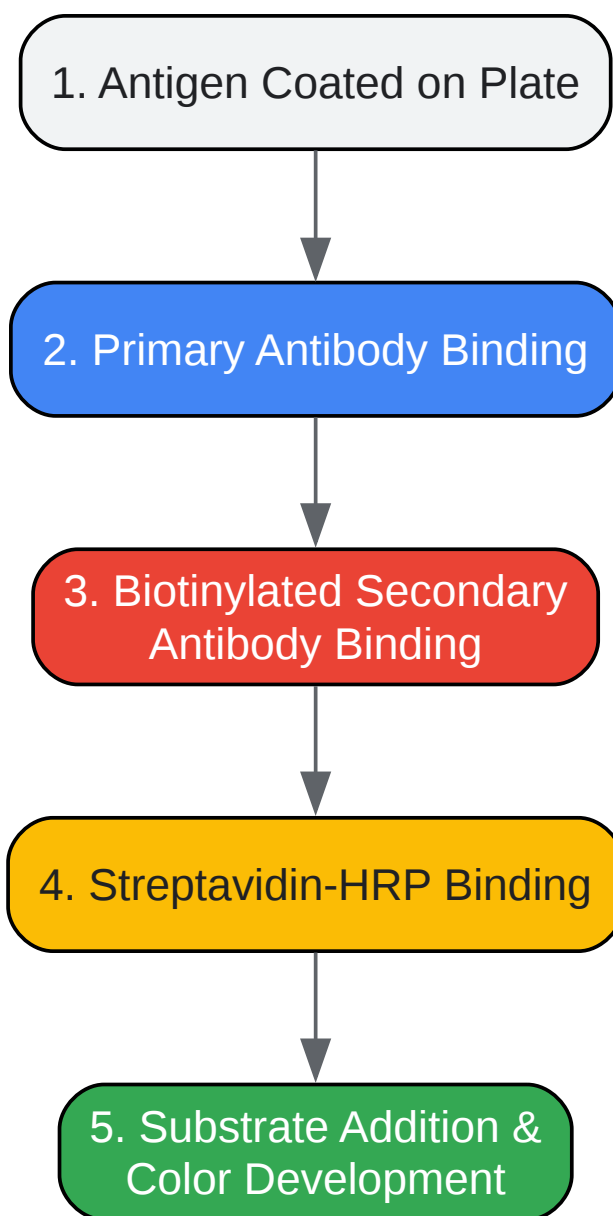 1. Antigen Coated on Plate
2. Primary Antibody Binding
3. Biotinylated Secondary
Antibody Binding
4. Streptavidin-HRP Binding
5. Substrate Addition &
Color Development